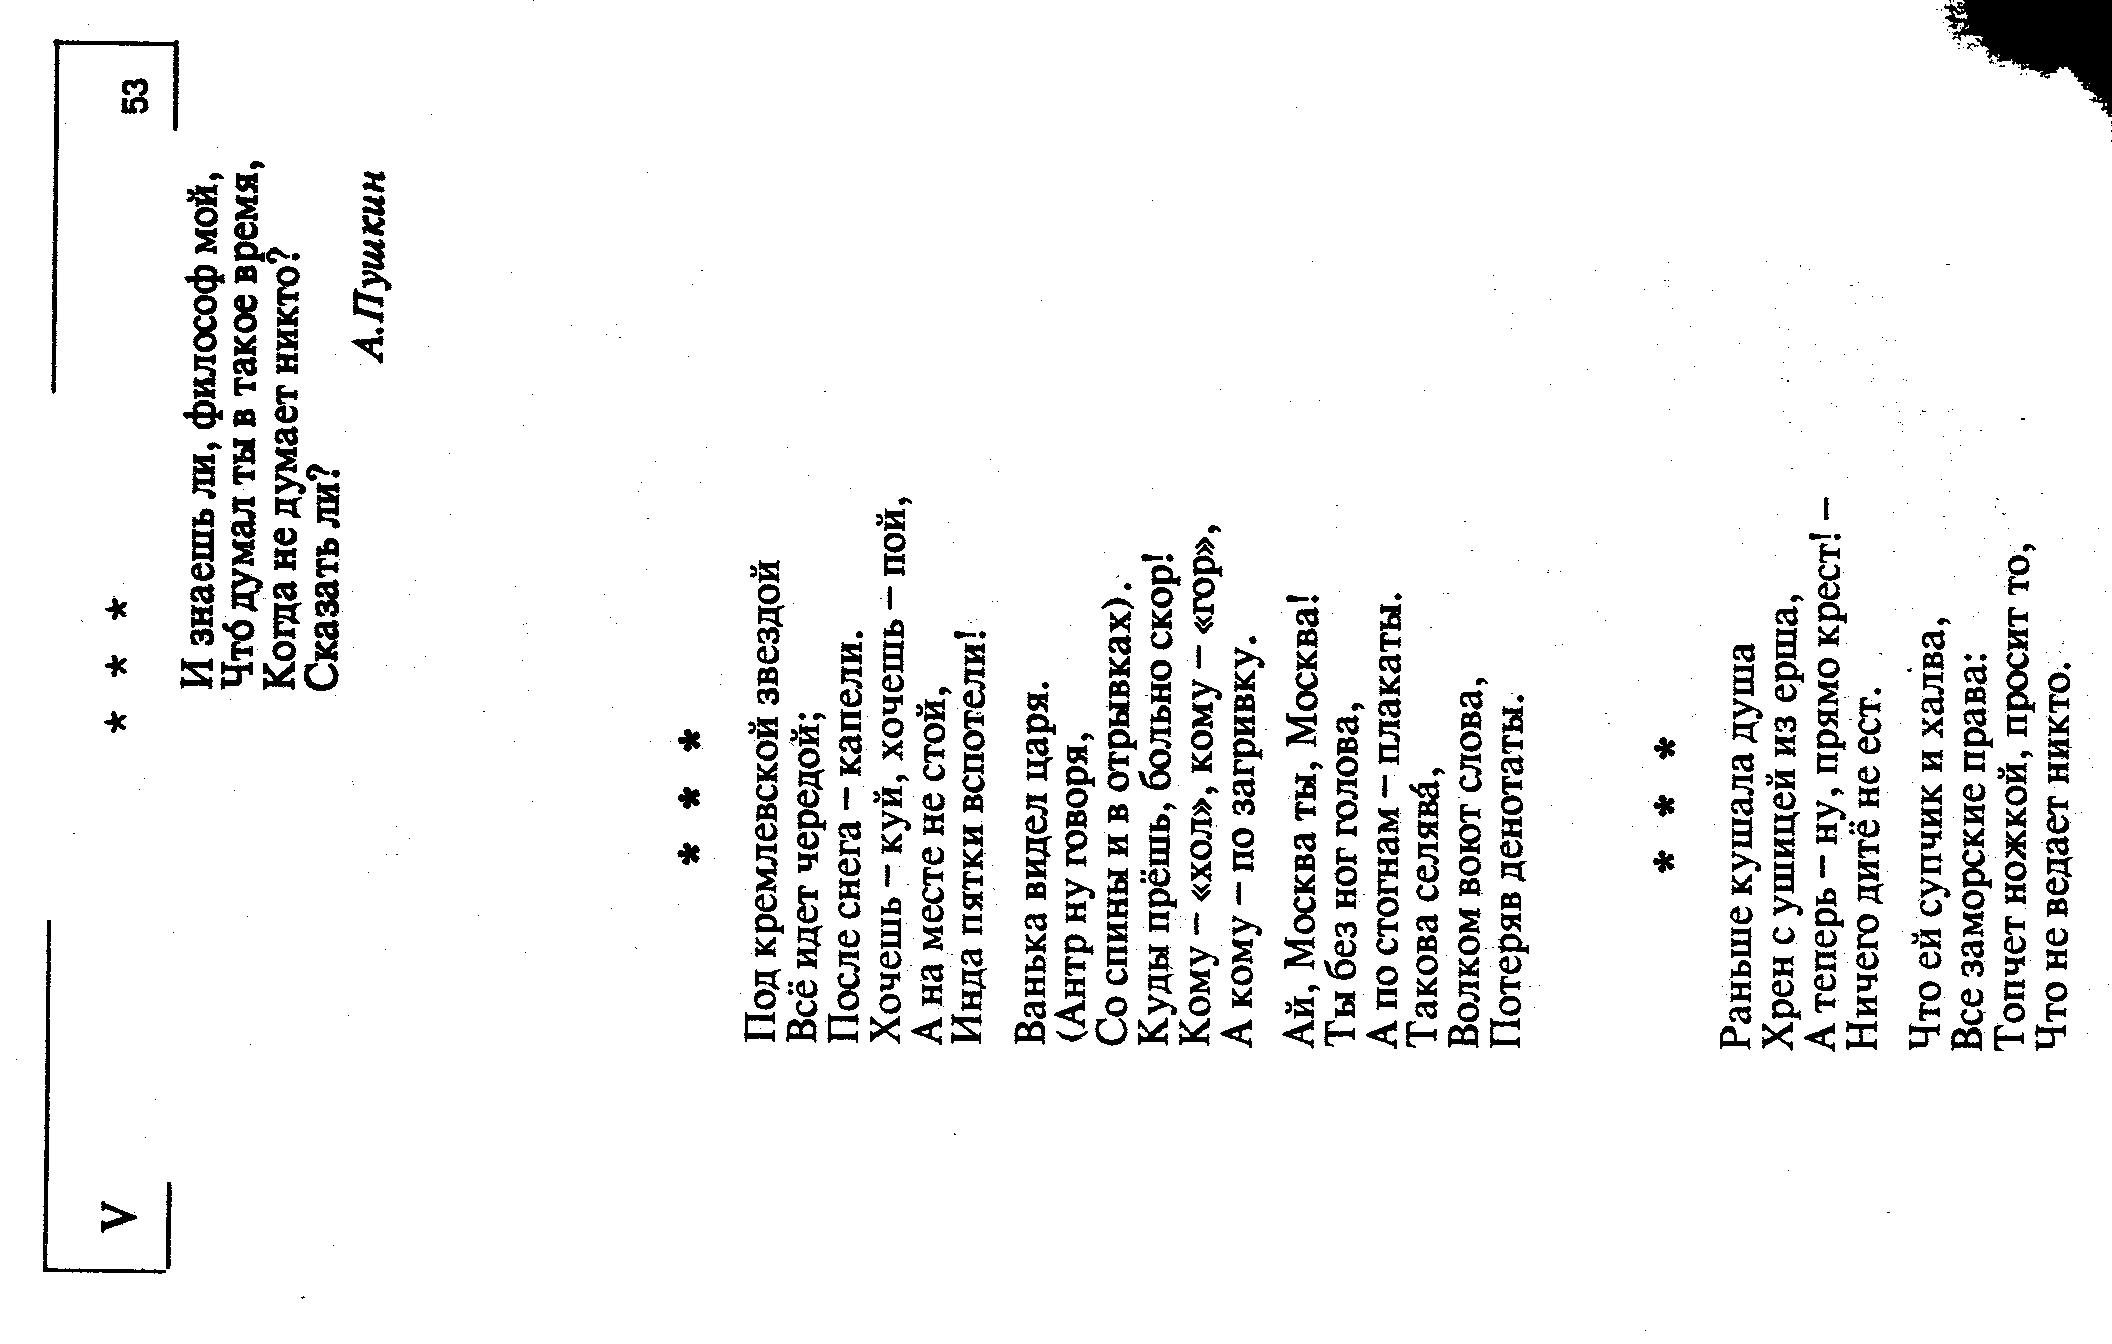 V
53
* * *
И знаешь ли, философ мой,
Что́ думал ты в такое время,
Когда не думает никто?
Сказать ли?
А.Пушкин
* * *
Под кремлевской звездой
Всё идет чередой;
После снега – капели.
Хочешь – куй, хочешь – пой,
А на месте не стой,
Инда пятки вспотели!
Ванька видел царя.
(Антр ну говоря,
Со спины и в отрывках).
Куды прёшь, больно скор!
Кому – «хол», кому – «гор»,
А кому – по загривку.
Ай, Москва ты, Москва!
Ты без ног голова,
А по стогнам – плакаты.
Такова селява́,
Волком воют слова,
Потеряв денотаты.
* * *
Раньше кушала душа
Хрен с ушицей из ерша,
А теперь – ну, прямо крест! –
Ничего дитё не ест.
Что ей супчик и халва,
Все заморские права:
Топчет ножкой, просит то,
Что не ведает никто.